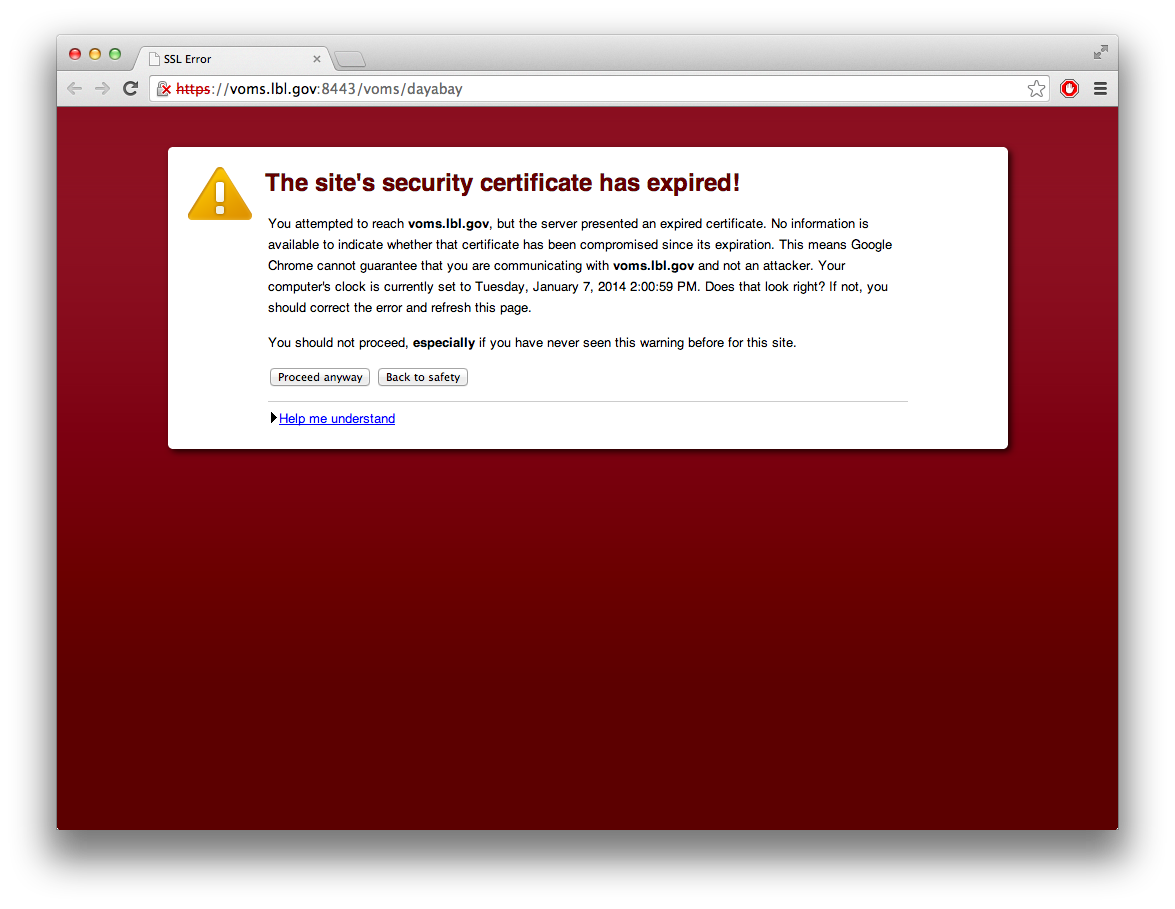 SSL Error
https://voms.lbl.gov:8443/voms/dayabay
The site's security certificate has expired!
You attempted to reach voms.lbl.gov, but the server presented an expired certificate. No information is
available to indicate whether that certificate has been compromised since its expiration. This means Google
Chrome cannot guarantee that you are communicating with voms.lbl.gov and not an attacker. Your
computer's clock is currently set to Tuesday, January 7, 2014 2:00:59 PM. Does that look right? If not, you
should correct the error and refresh this page.
You should not proceed, especially if you have never seen this warning before for this site.
Proceed anyway Back to safety
Help me understand